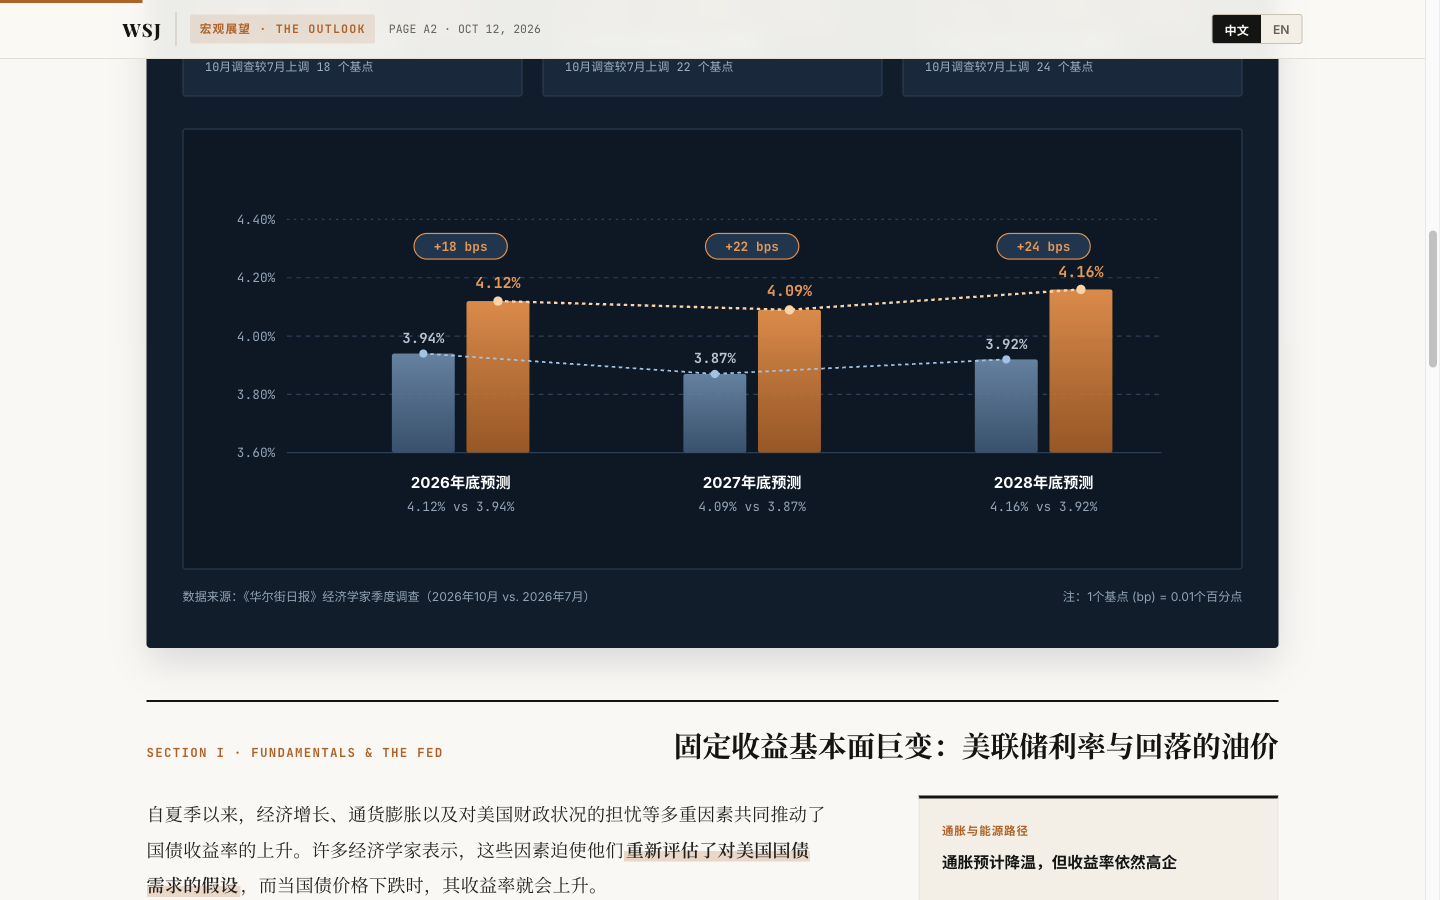 WSJ
宏观展望 · THE OUTLOOK
PAGE A2 · OCT 12, 2026
中文
EN
10月调查较7月上调 18 个基点
10月调查较7月上调 22 个基点
10月调查较7月上调 24 个基点
4.40%
+18 bps
+22 bps
+24 bps
4.20%
4.12%
4.09%
4.16%
4.00%
3.94%
3.87%
3.92%
3.80%
3.60%
2026年底预测
2027年底预测
2028年底预测
4.12% vs 3.94%
4.09% vs 3.87%
4.16% vs 3.92%
数据来源：《华尔街日报》经济学家季度调查（2026年10月 vs. 2026年7月）
注：1个基点 (bp) = 0.01个百分点
SECTION I · FUNDAMENTALS & THE FED
固定收益基本面巨变：美联储利率与回落的油价
自夏季以来，经济增长、通货膨胀以及对美国财政状况的担忧等多重因素共同推动了
国债收益率的上升。许多经济学家表示，这些因素迫使他们重新评估了对美国国债
需求的假设，而当国债价格下跌时，其收益率就会上升。
通胀与能源路径
通胀预计降温，但收益率依然高企